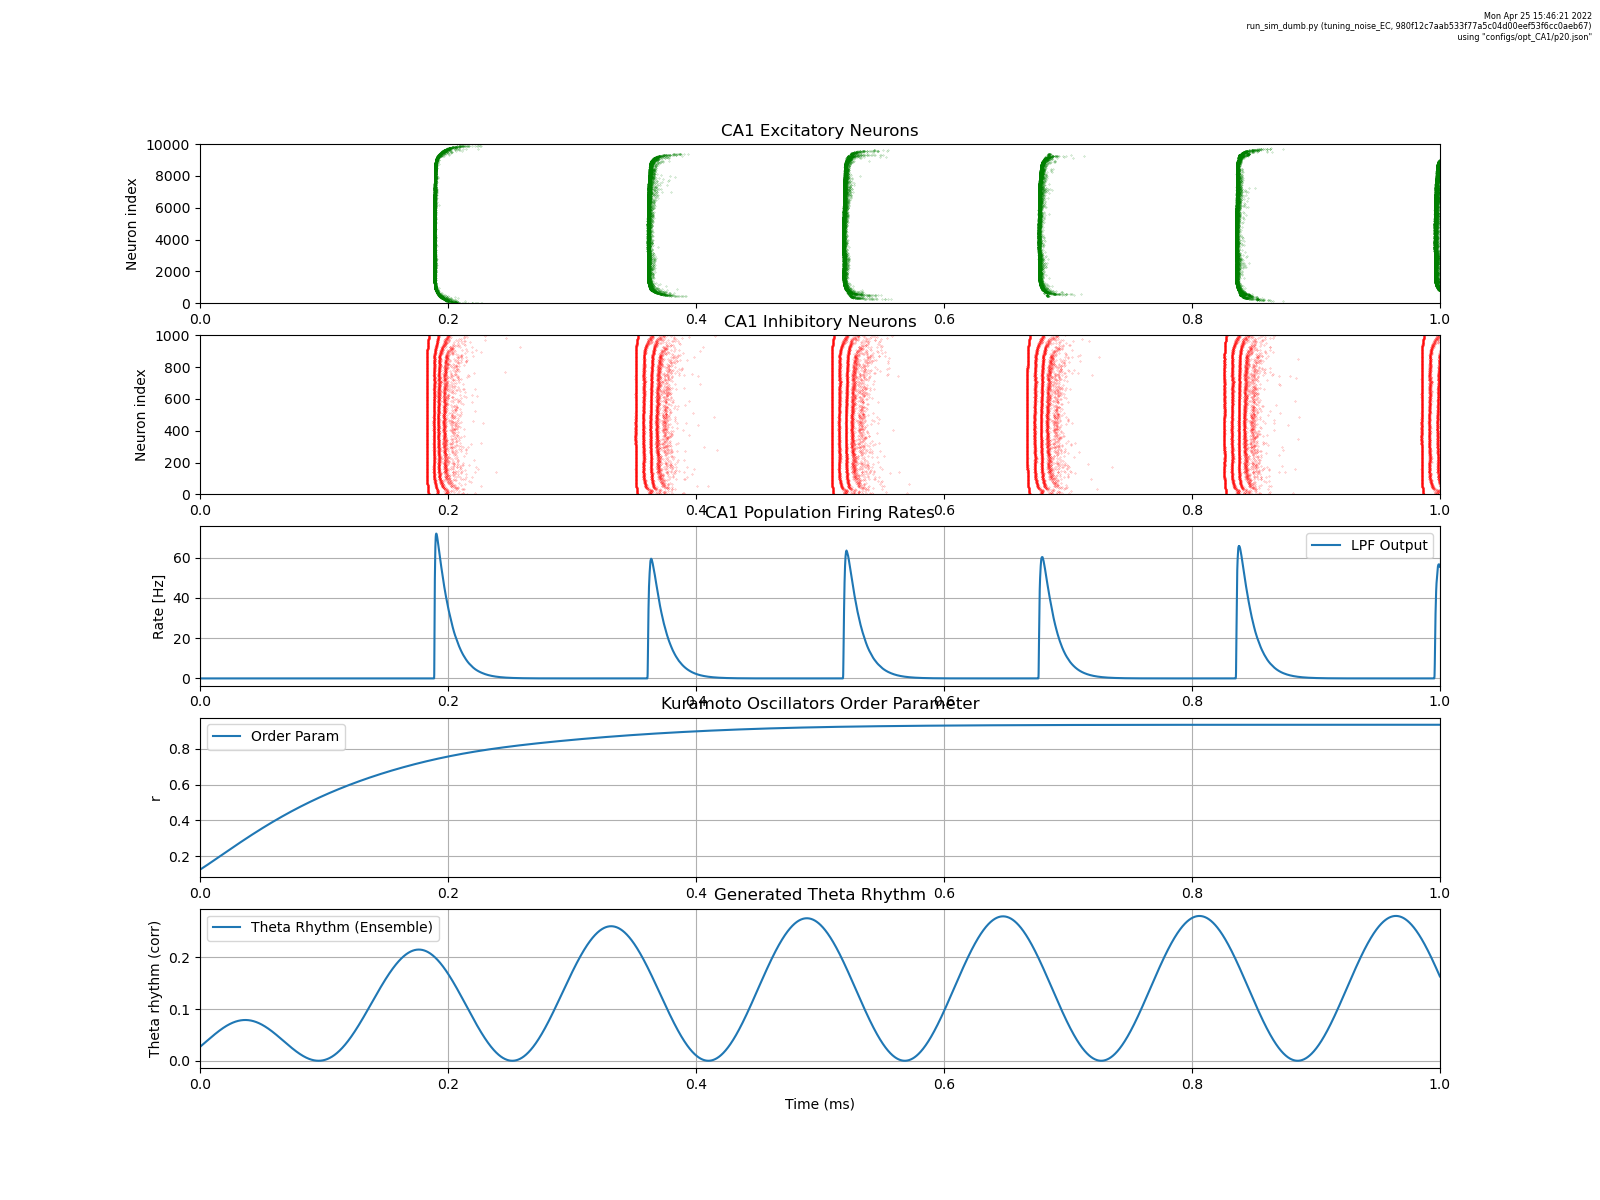 Mon Apr 25 15:46:21 2022
run_sim_dumb.py (tuning_noise_EC, 980f12c7aab533f77a5c04d00eef53f6cc0aeb67)
using "configs/opt_CA1/p20.json"
CA1 Excitatory Neurons
Neuron index
10000
8000
6000
4000
2000
0
0.0 0.2 0.4 0.6 0.8 1.0
CA1 Inhibitory Neurons
Neuron index
1000
800
600
400
200
0
0.0 0.2 0.4 0.6 0.8 1.0
CA1 Population Firing Rates
Rate [Hz]
60
40
20
0
LPF Output
0.0 0.2 0.4 0.6 0.8 1.0
Kuramoto Oscillators Order Parameter
r
0.8
0.6
0.4
0.2
Order Param
0.0 0.2 0.4 0.6 0.8 1.0
Generated Theta Rhythm
Theta rhythm (corr)
0.2
0.1
0.0
Theta Rhythm (Ensemble)
0.0 0.2 0.4 0.6 0.8 1.0
Time (ms)